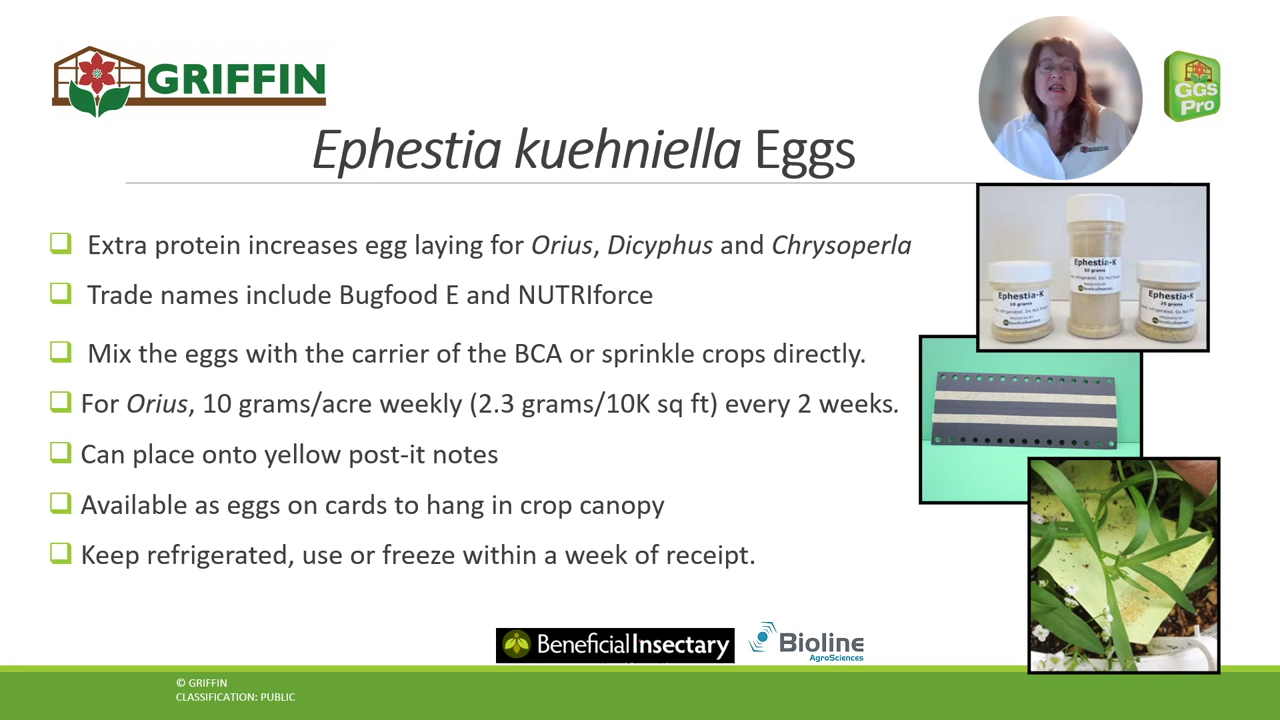 GRIFFIN
GGS
Pro
Ephestia kuehniella Eggs
Extra protein increases egg laying for Orius, Dicyphus and Chrysoperla
Trade names include Bugfood E and NUTRIforce
Mix the eggs with the carrier of the BCA or sprinkle crops directly.
For Orius, 10 grams/acre weekly (2.3 grams/10K sq ft) every 2 weeks.
Can place onto yellow post-it notes
Available as eggs on cards to hang in crop canopy
Keep refrigerated, use or freeze within a week of receipt.
Ephestia-K
Ephestia-K
10 grams
Ephestia-K
25 grams
BeneficialInsectary
Bioline
AgroSciences
© GRIFFIN
CLASSIFICATION: PUBLIC